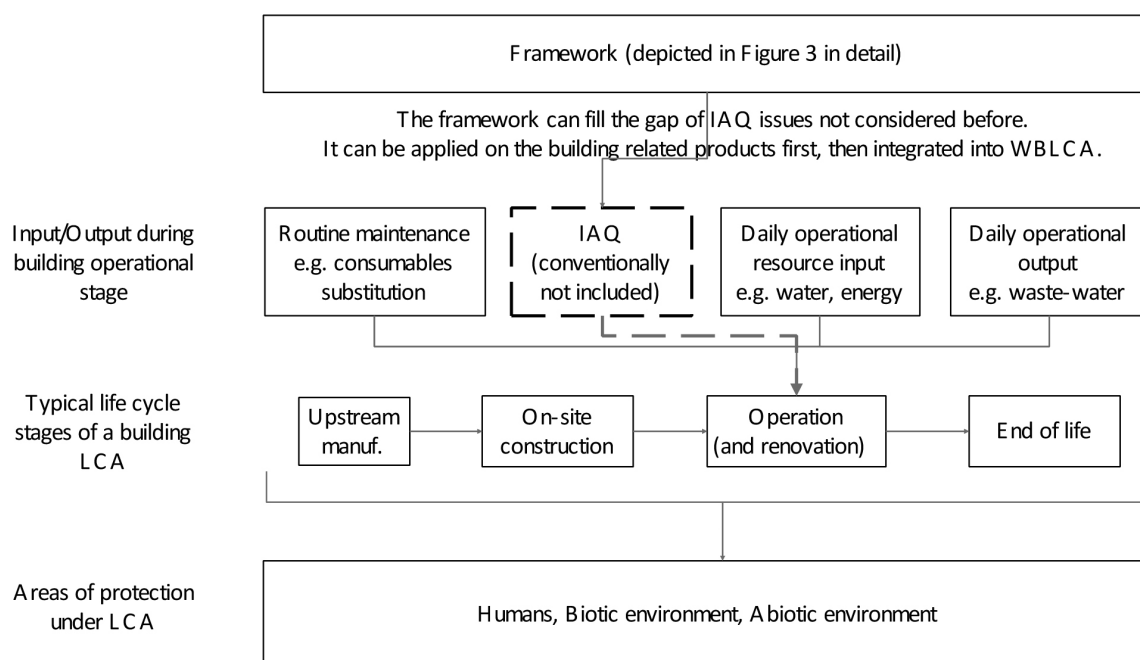 Framework (depicted in Figure 3 in detail)
The framework can fill the gap of IAQ issues not considered before.
It can be applied on the building related products first, then integrated into WBLCA.
Input/Output during
building operational
stage
Routine maintenance
e.g. consumables
substitution
IAQ
(conventionally
not included)
Daily operational
resource input
e.g. water, energy
Daily operational
output
e.g. waste-water
Typical life cycle
stages of a building
LCA
Upstream
manuf.
On-site
construction
Operation
(and renovation)
End of life
Areas of protection
under LCA
Humans, Biotic environment, Abiotic environment